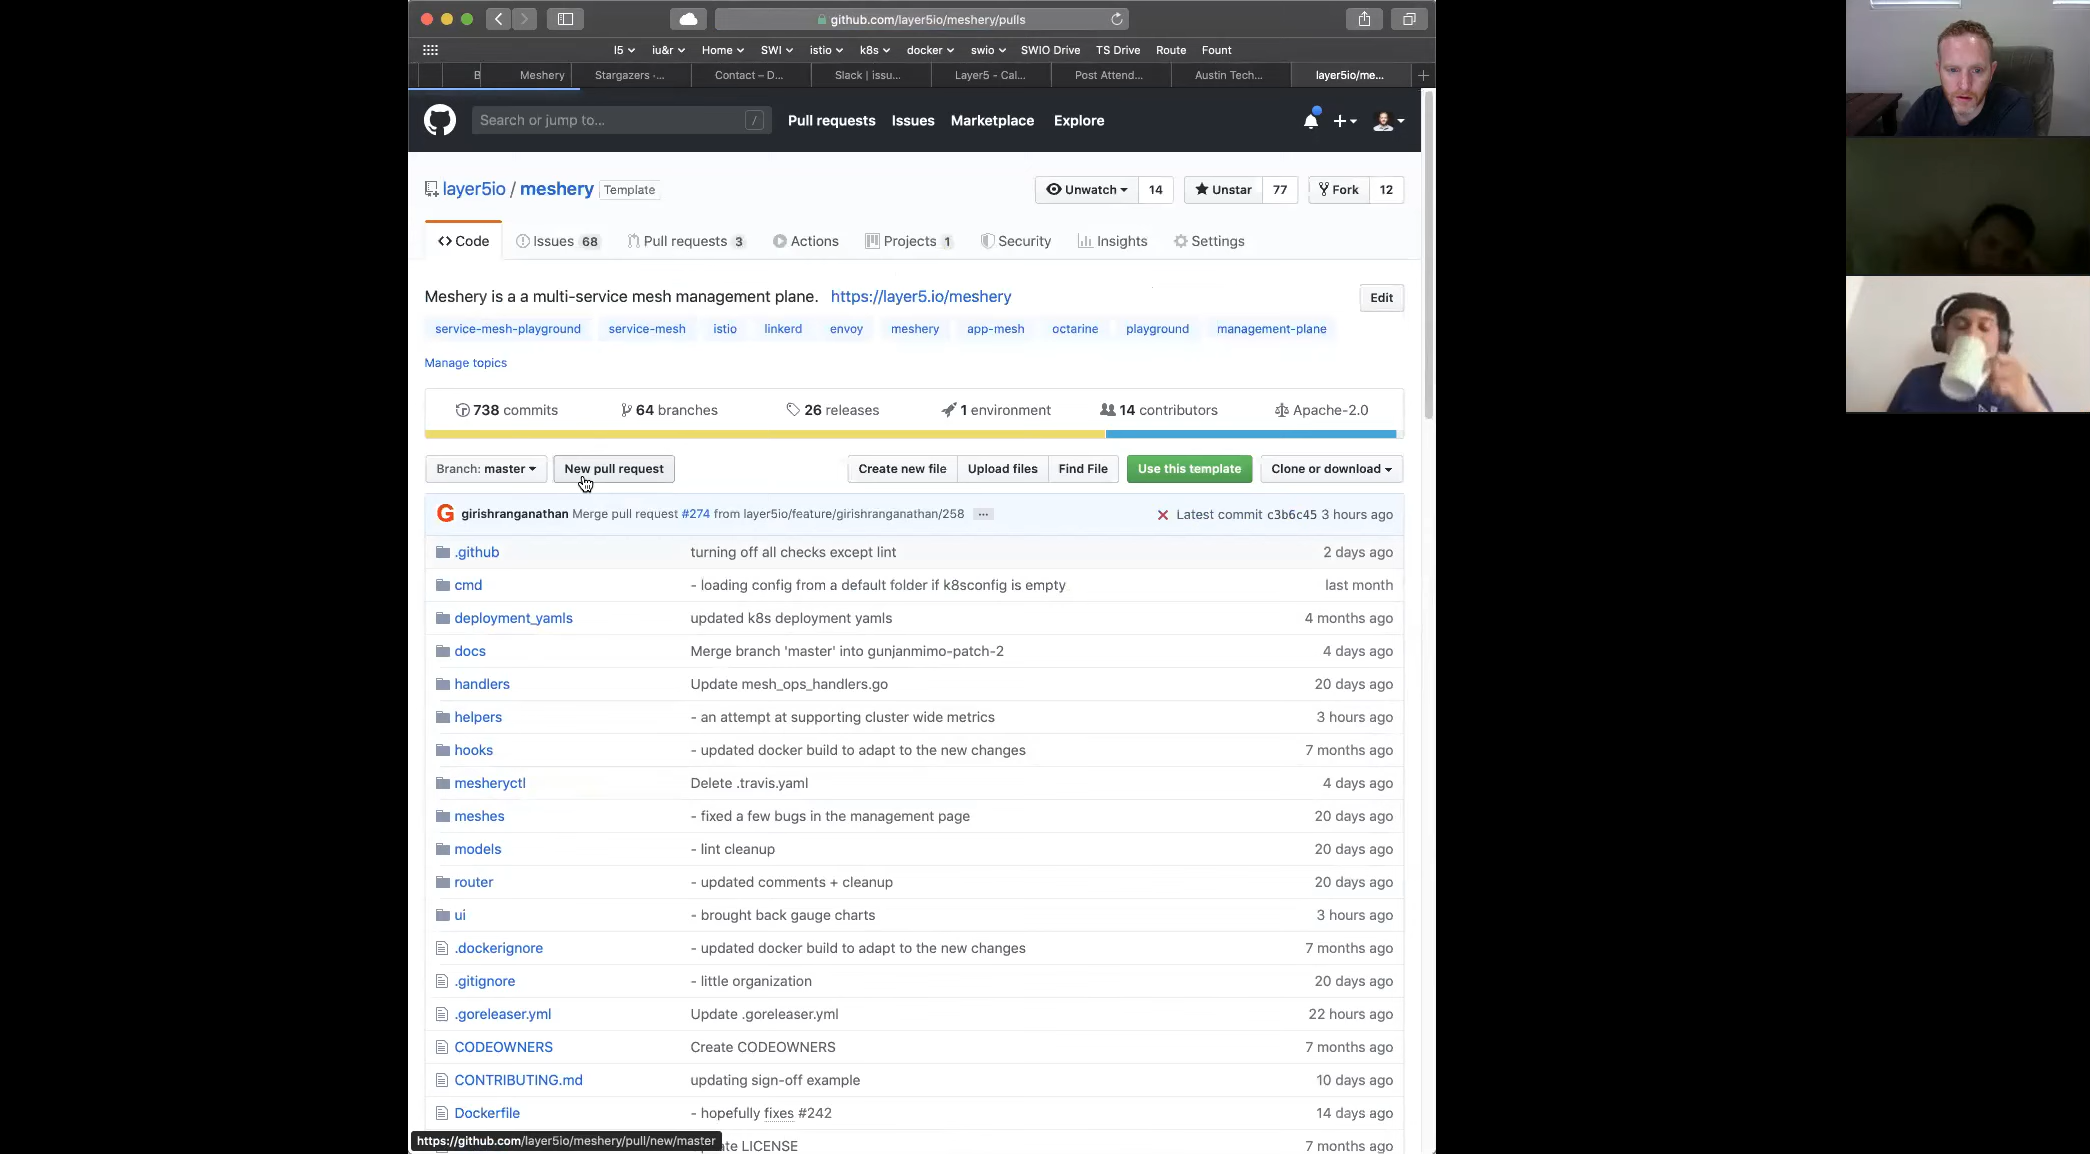 github.com/layer5io/meshery/pulls
l5 iu&r Home SWI istio k8s docker swio SWIO Drive TS Drive Route Fount
B Meshery Stargazers ·... Contact – D... Slack | issu... Layer5 - Cal... Post Attend... Austin Tech... layer5io/me...
Search or jump to... / Pull requests Issues Marketplace Explore
layer5io / meshery Template Unwatch 14 Unstar 77 Fork 12
<> Code Issues 68 Pull requests 3 Actions Projects 1 Security Insights Settings
Meshery is a a multi-service mesh management plane. https://layer5.io/meshery Edit
service-mesh-playground service-mesh istio linkerd envoy meshery app-mesh octarine playground management-plane
Manage topics
738 commits 64 branches 26 releases 1 environment 14 contributors Apache-2.0
Branch: master New pull request Create new file Upload files Find File Use this template Clone or download
girishranganathan Merge pull request #274 from layer5io/feature/girishranganathan/258 ... Latest commit c3b6c45 3 hours ago
.github turning off all checks except lint 2 days ago
cmd - loading config from a default folder if k8sconfig is empty last month
deployment_yamls updated k8s deployment yamls 4 months ago
docs Merge branch 'master' into gunjanmimo-patch-2 4 days ago
handlers Update mesh_ops_handlers.go 20 days ago
helpers - an attempt at supporting cluster wide metrics 3 hours ago
hooks - updated docker build to adapt to the new changes 7 months ago
mesheryctl Delete .travis.yaml 4 days ago
meshes - fixed a few bugs in the management page 20 days ago
models - lint cleanup 20 days ago
router - updated comments + cleanup 20 days ago
ui - brought back gauge charts 3 hours ago
.dockerignore - updated docker build to adapt to the new changes 7 months ago
.gitignore - little organization 20 days ago
.goreleaser.yml Update .goreleaser.yml 22 hours ago
CODEOWNERS Create CODEOWNERS 7 months ago
CONTRIBUTING.md updating sign-off example 10 days ago
Dockerfile - hopefully fixes #242 14 days ago
https://github.com/layer5io/meshery/pull/new/master ate LICENSE 7 months ago